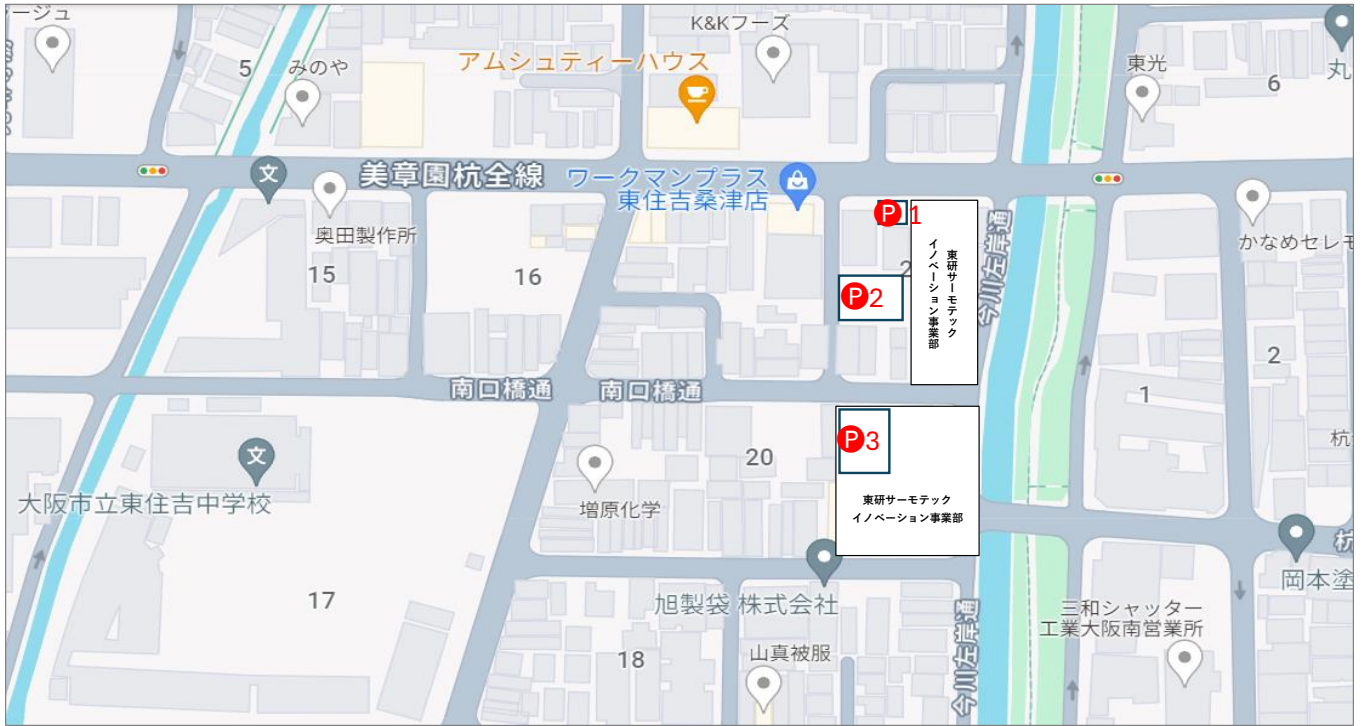 K&Kフーズ
アムシュティーハウス
5
みのや
東光
6
丸
美章園杭全線
文
ワークマンプラス
東住吉桑津店
奥田製作所
P1
かなめセレモ
15
16
2
P2
東研サーモテック
イノベーション事業部
今川左岸通
2
1
南口橋通
南口橋通
P3
杭
20
文
大阪市立東住吉中学校
増原化学
東研サーモテック
イノベーション事業部
杭
岡本塗
旭製袋 株式会社
17
三和シャッター
工業大阪南営業所
今川左岸通
18
山真被服